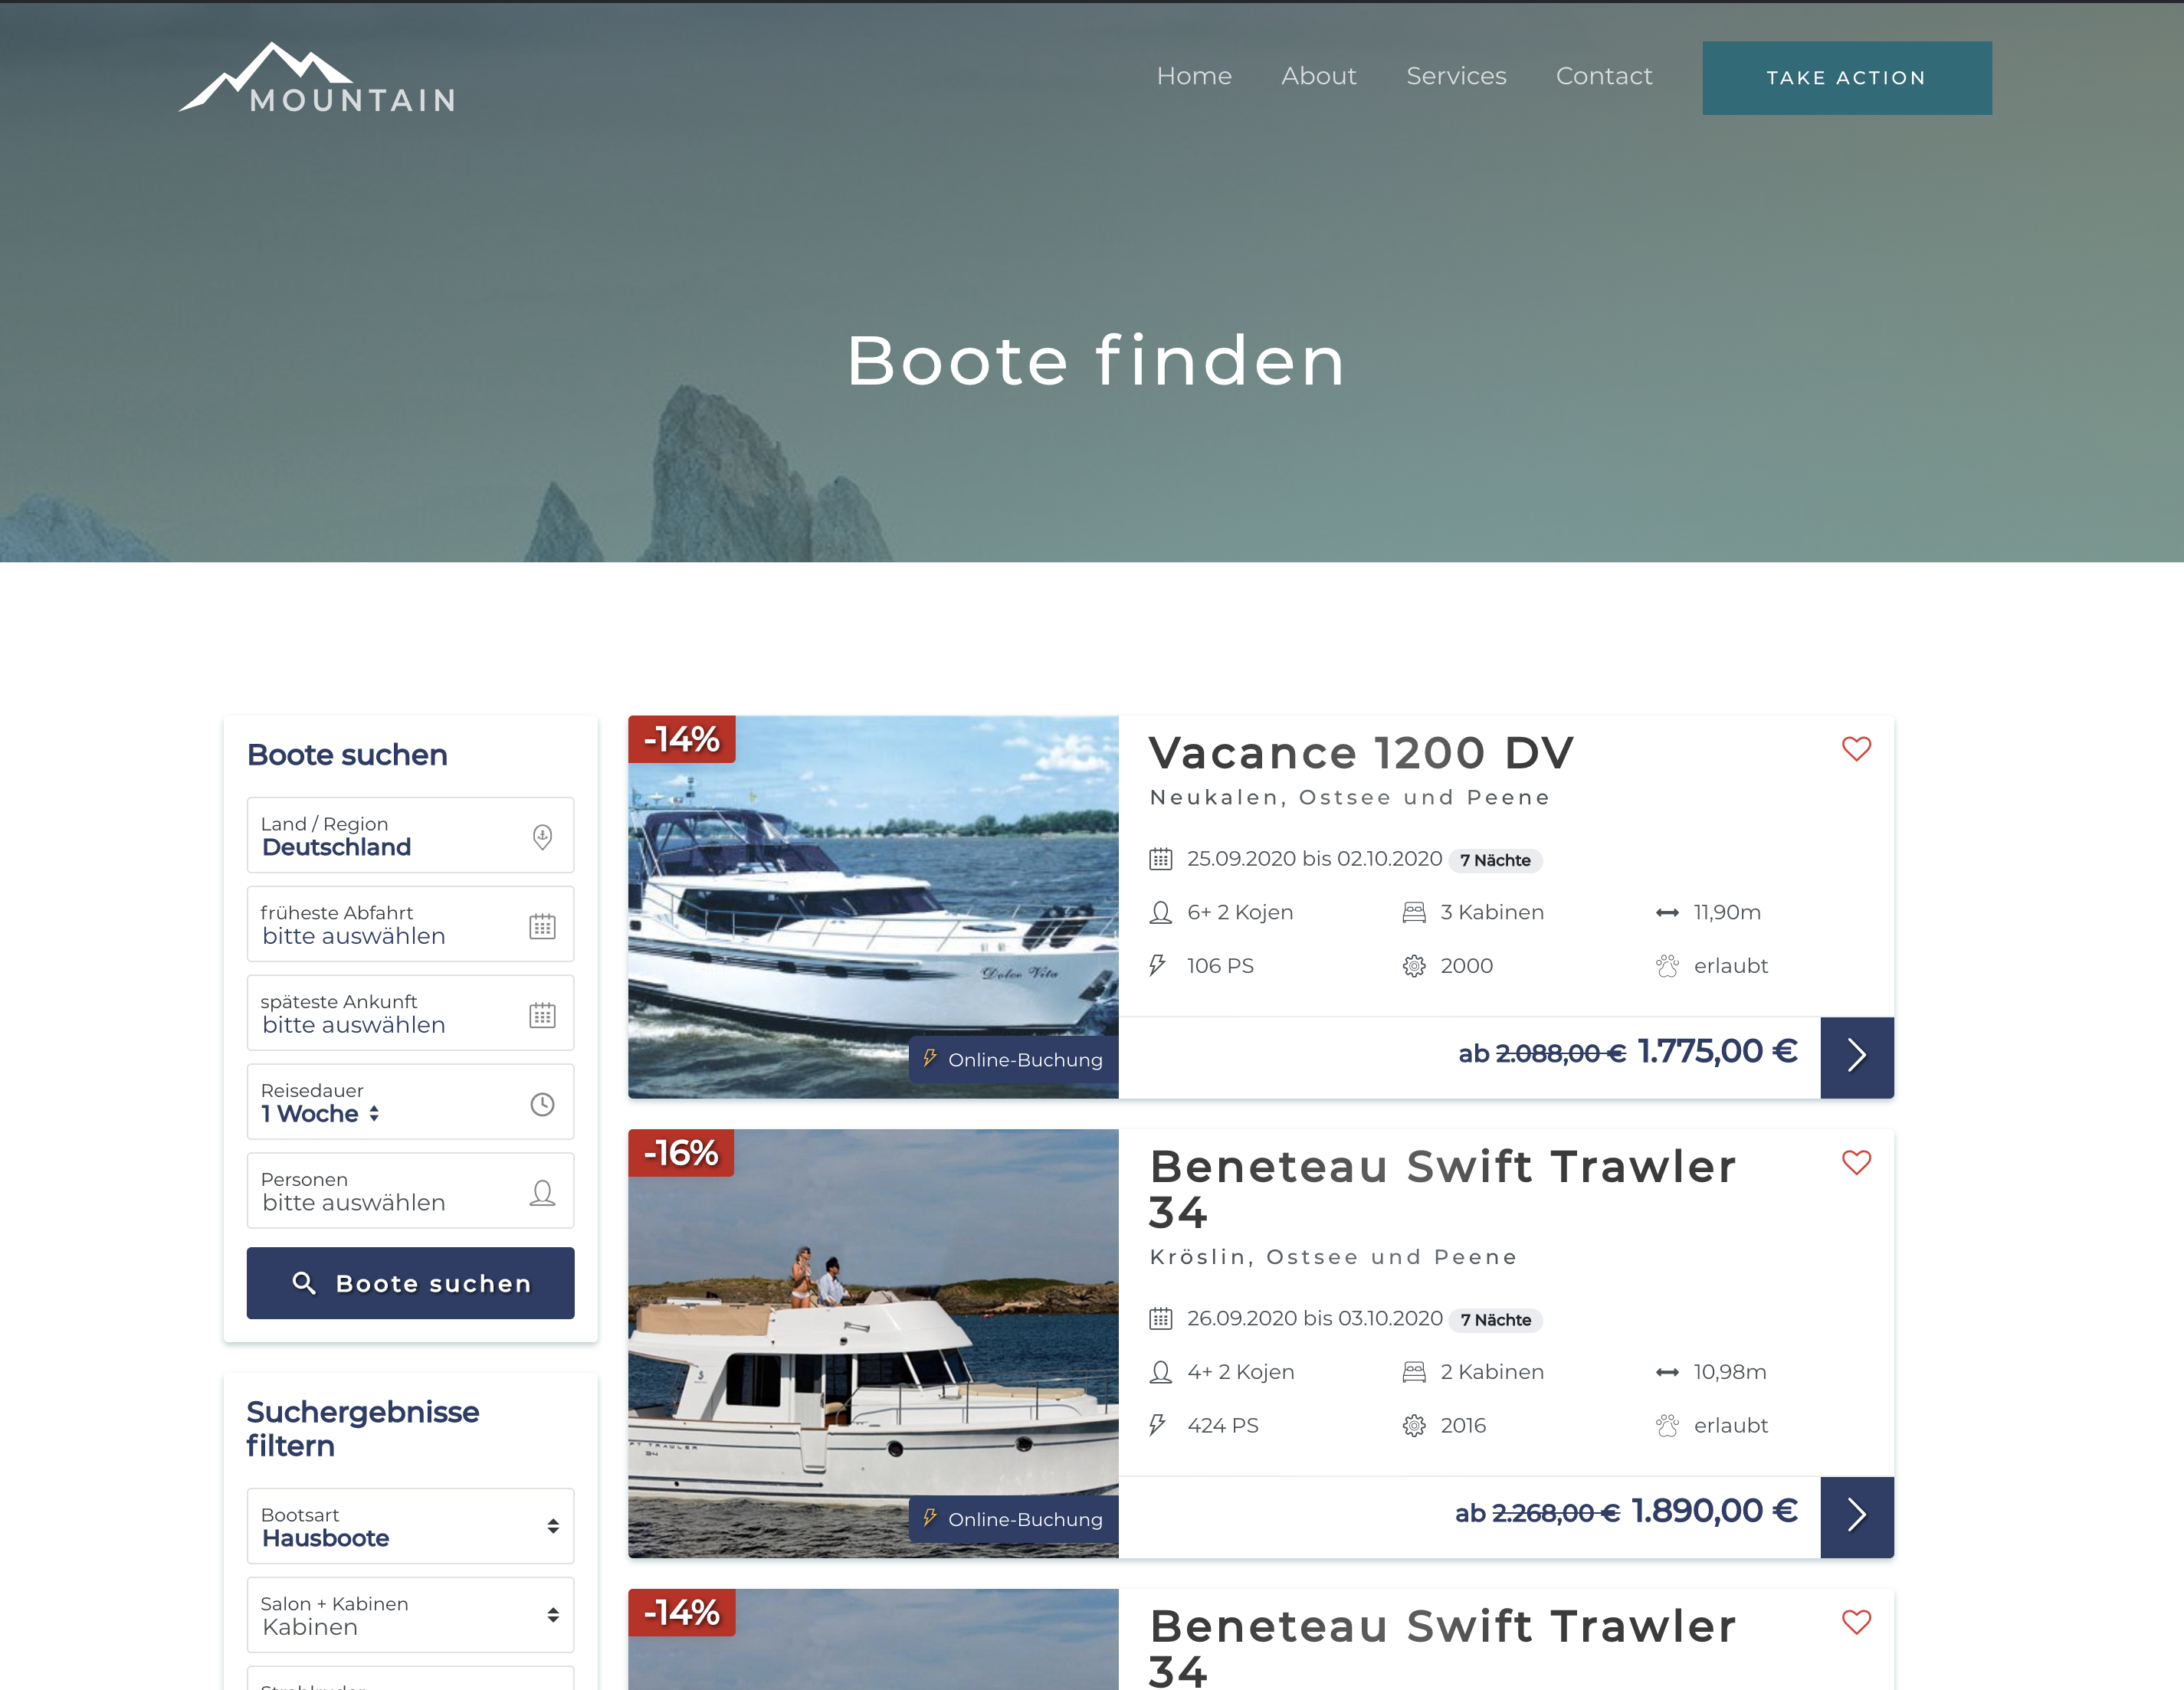 MOUNTAIN
Home About Services Contact TAKE ACTION
Boote finden
Boote suchen
Land / Region
Deutschland
früheste Abfahrt
bitte auswählen
späteste Ankunft
bitte auswählen
Reisedauer
1 Woche
Personen
bitte auswählen
Boote suchen
Suchergebnisse
filtern
Bootsart
Hausboote
Salon + Kabinen
Kabinen
-14%
Dolce Vita
Online-Buchung
Vacance 1200 DV
Neukalen, Ostsee und Peene
25.09.2020 bis 02.10.2020 7 Nächte
6+ 2 Kojen 3 Kabinen 11,90m
106 PS 2000 erlaubt
ab 2.088,00 € 1.775,00 €
-16%
34
Online-Buchung
Beneteau Swift Trawler
34
Kröslin, Ostsee und Peene
26.09.2020 bis 03.10.2020 7 Nächte
4+ 2 Kojen 2 Kabinen 10,98m
424 PS 2016 erlaubt
ab 2.268,00 € 1.890,00 €
-14%
Beneteau Swift Trawler
34